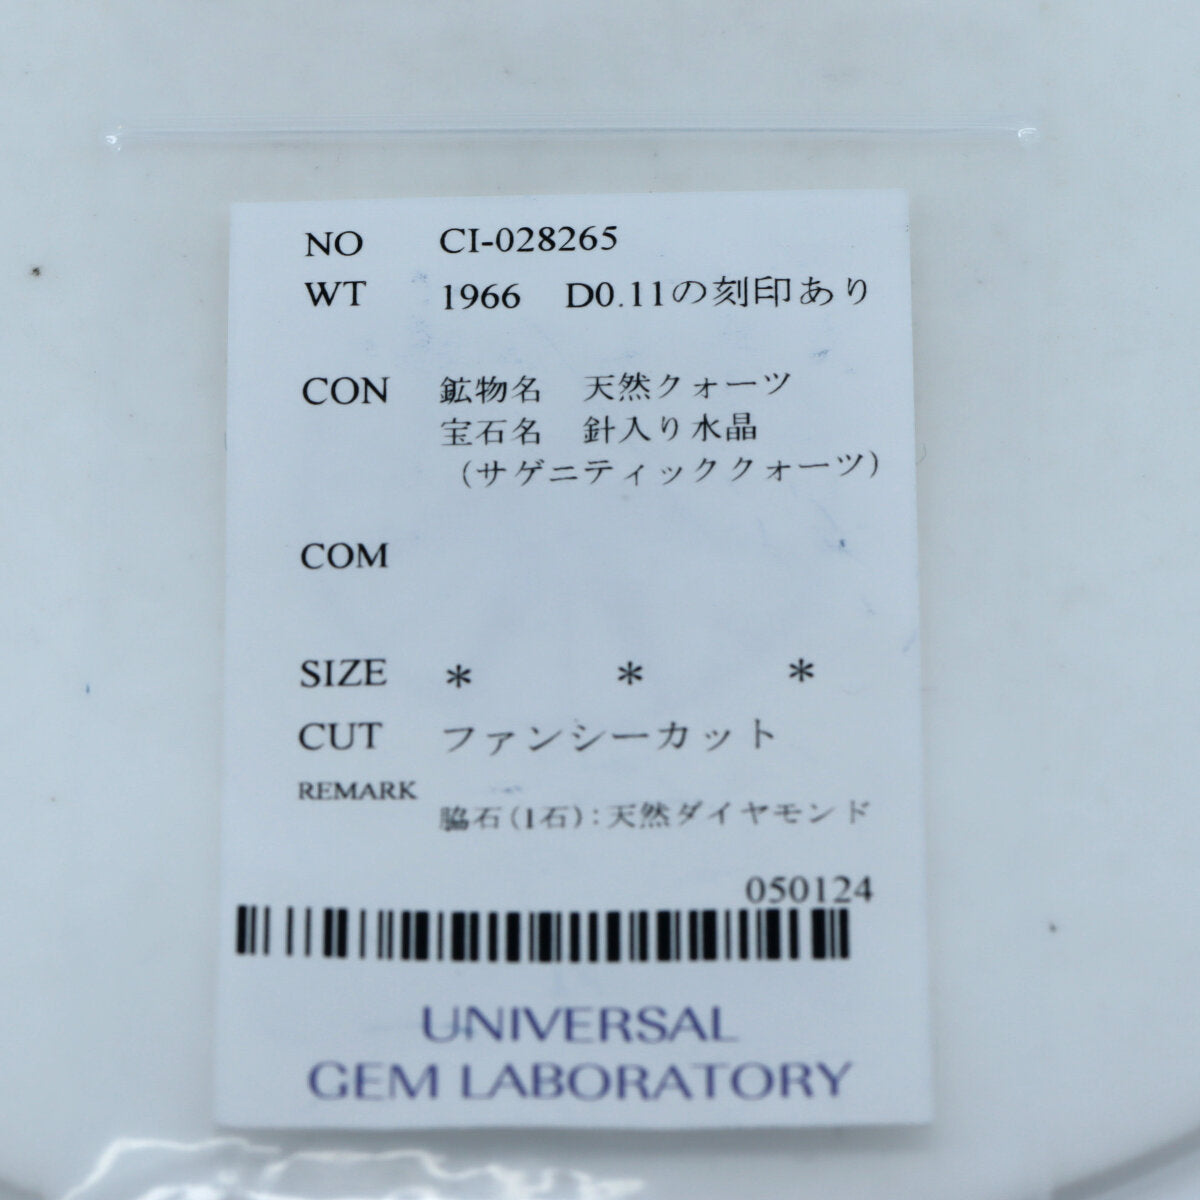 NO CI-028265
WT 1966 D0.11の刻印あり
CON 鉱物名 天然クォーツ
宝石名 針入り水晶
(サゲニティッククォーツ)
COM
SIZE * * *
CUT ファンシーカット
REMARK
脇石(1石):天然ダイヤモンド
050124
UNIVERSAL
GEM LABORATORY